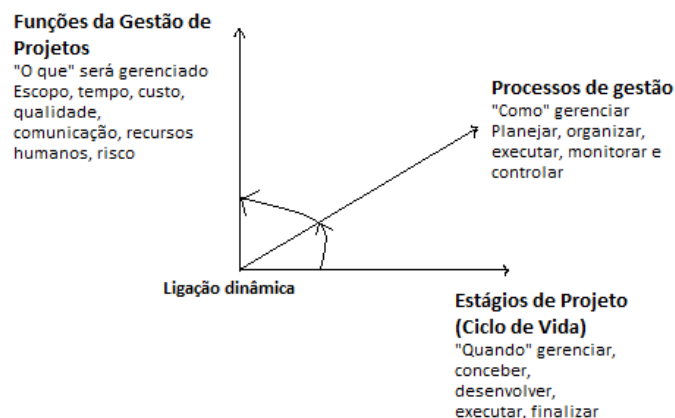 Funções da Gestão de
Projetos
"O que" será gerenciado
Escopo, tempo, custo,
qualidade,
comunicação, recursos
humanos, risco
Processos de gestão
"Como" gerenciar
Planejar, organizar,
executar, monitorar e
controlar
Ligação dinâmica
Estágios de Projeto
(Ciclo de Vida)
"Quando" gerenciar,
conceber,
desenvolver,
executar, finalizar